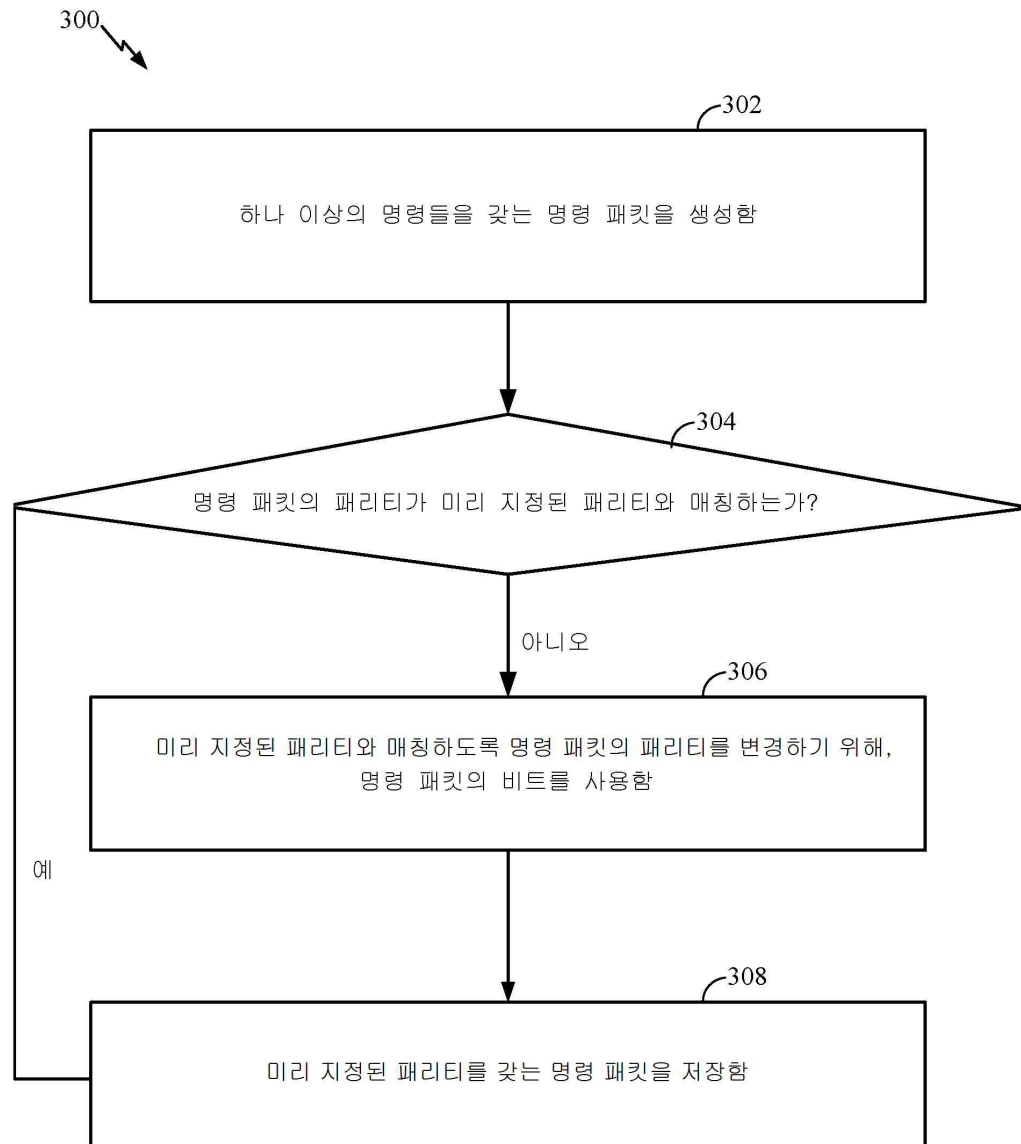 300
302
하나 이상의 명령들을 갖는 명령 패킷을 생성함
304
명령 패킷의 패리티가 미리 지정된 패리티와 매칭하는가?
아니오
306
미리 지정된 패리티와 매칭하도록 명령 패킷의 패리티를 변경하기 위해,
명령 패킷의 비트를 사용함
예
308
미리 지정된 패리티를 갖는 명령 패킷을 저장함